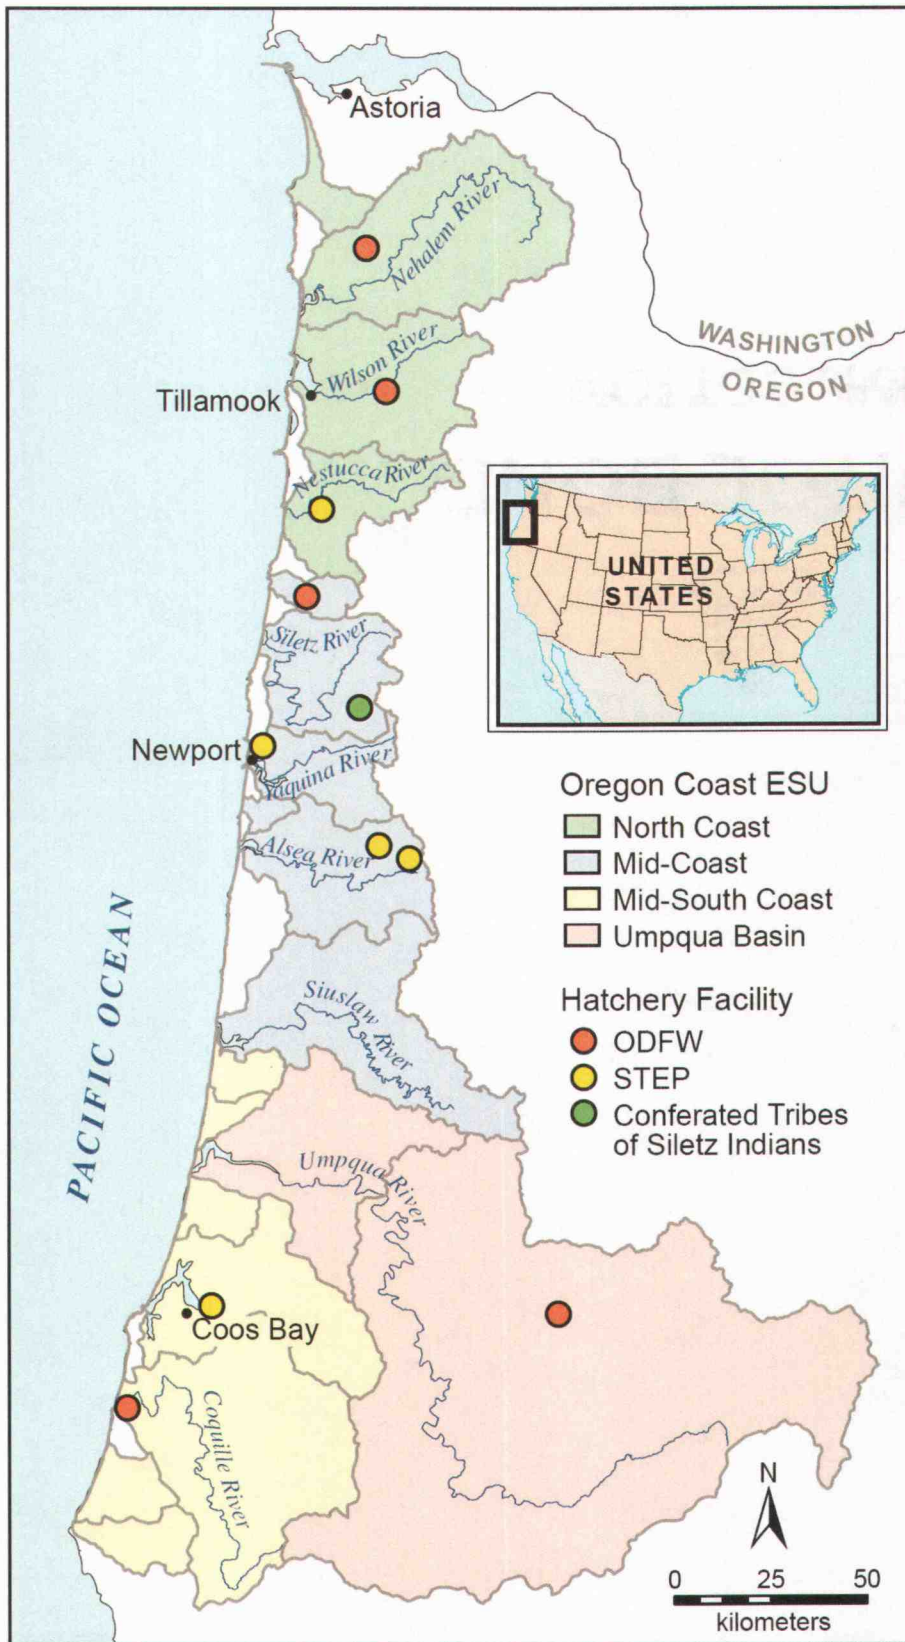 Astoria
Nehalem River
WASHINGTON
OREGON
Wilson River
Tillamook
Nestucca River
UNITED
STATES
Siletz River
Newport
Yaquina River
Alsea River
Oregon Coast ESU
North Coast
Mid-Coast
Mid-South Coast
Umpqua Basin
PACIFIC OCEAN
Siuslaw River
Hatchery Facility
ODFW
STEP
Conferated Tribes
of Siletz Indians
Umpqua River
Coos Bay
Coquille River
N
0 25 50
kilometers